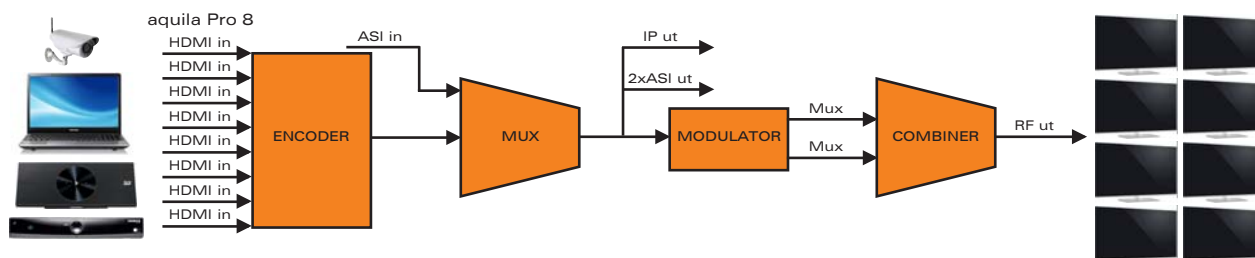 aquila Pro 8
HDMI in
HDMI in
HDMI in
HDMI in
HDMI in
HDMI in
HDMI in
HDMI in
ENCODER
ASI in
MUX
IP ut
2xASI ut
MODULATOR
Mux
Mux
COMBINER
RF ut